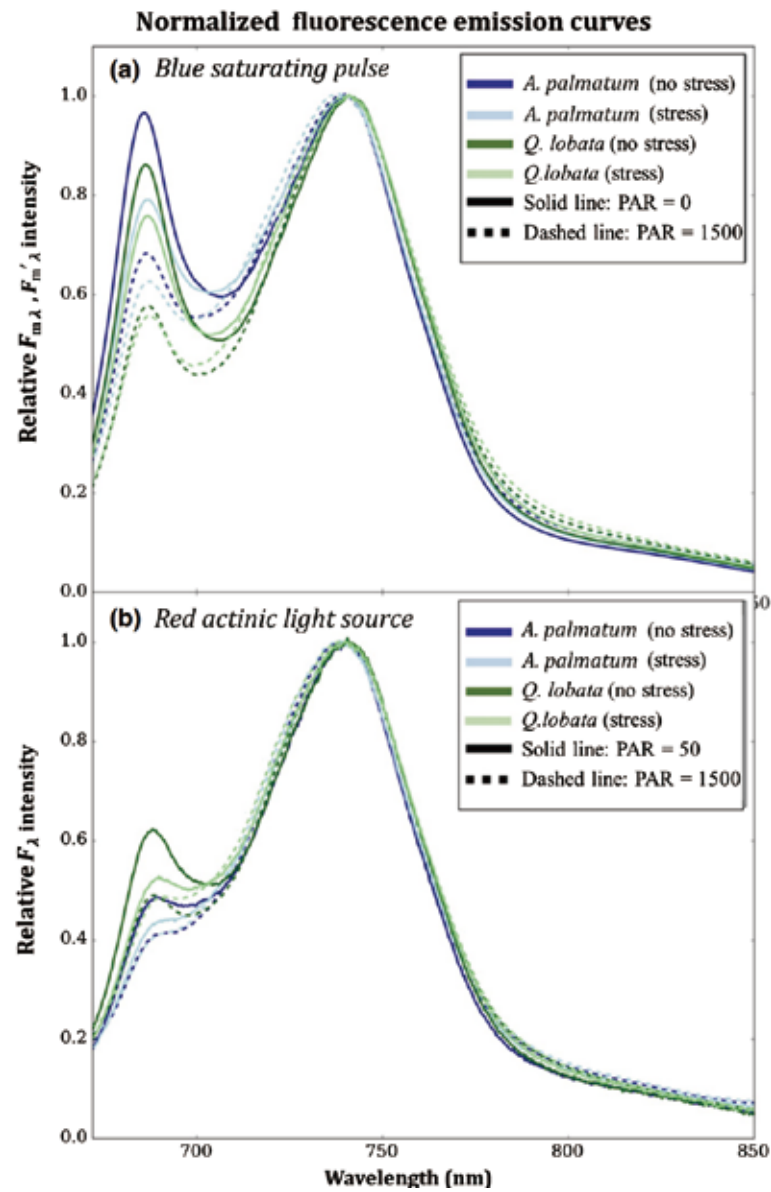 Normalized fluorescence emission curves
(a) Blue saturating pulse
A. palmatum (no stress)
A. palmatum (stress)
Q. lobata (no stress)
Q.lobata (stress)
Solid line: PAR = 0
Dashed line: PAR = 1500
Relative Fmλ , Fm′λ intensity
1.0
0.8
0.6
0.4
0.2
0.0
50
(b) Red actinic light source
A. palmatum (no stress)
A. palmatum (stress)
Q. lobata (no stress)
Q.lobata (stress)
Solid line: PAR = 50
Dashed line: PAR = 1500
Relative Fλ intensity
1.0
0.8
0.6
0.4
0.2
0.0
700 750 800 850
Wavelength (nm)